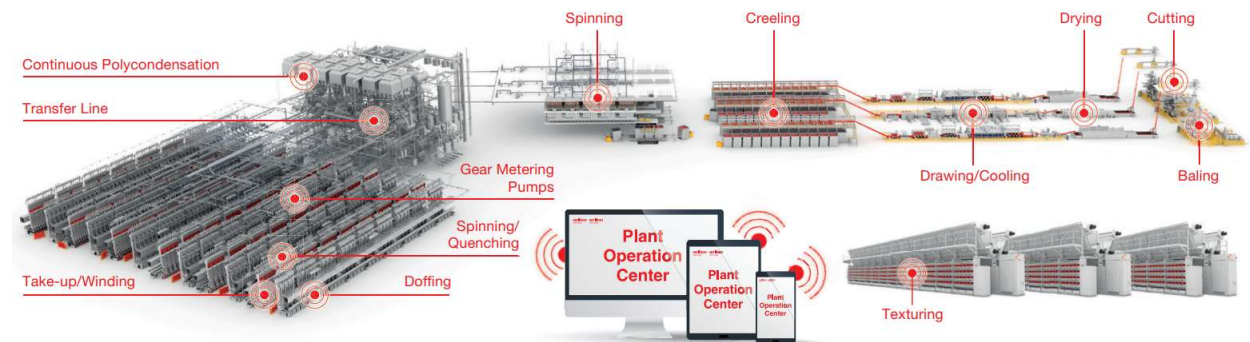 Spinning
Creeling
Drying
Cutting
Continuous Polycondensation
Transfer Line
Gear Metering
Pumps
Drawing/Cooling
Baling
Spinning/
Quenching
Take-up/Winding
Doffing
Plant
Operation
Center
Plant
Operation
Center
Plant
Operation
Center
Texturing